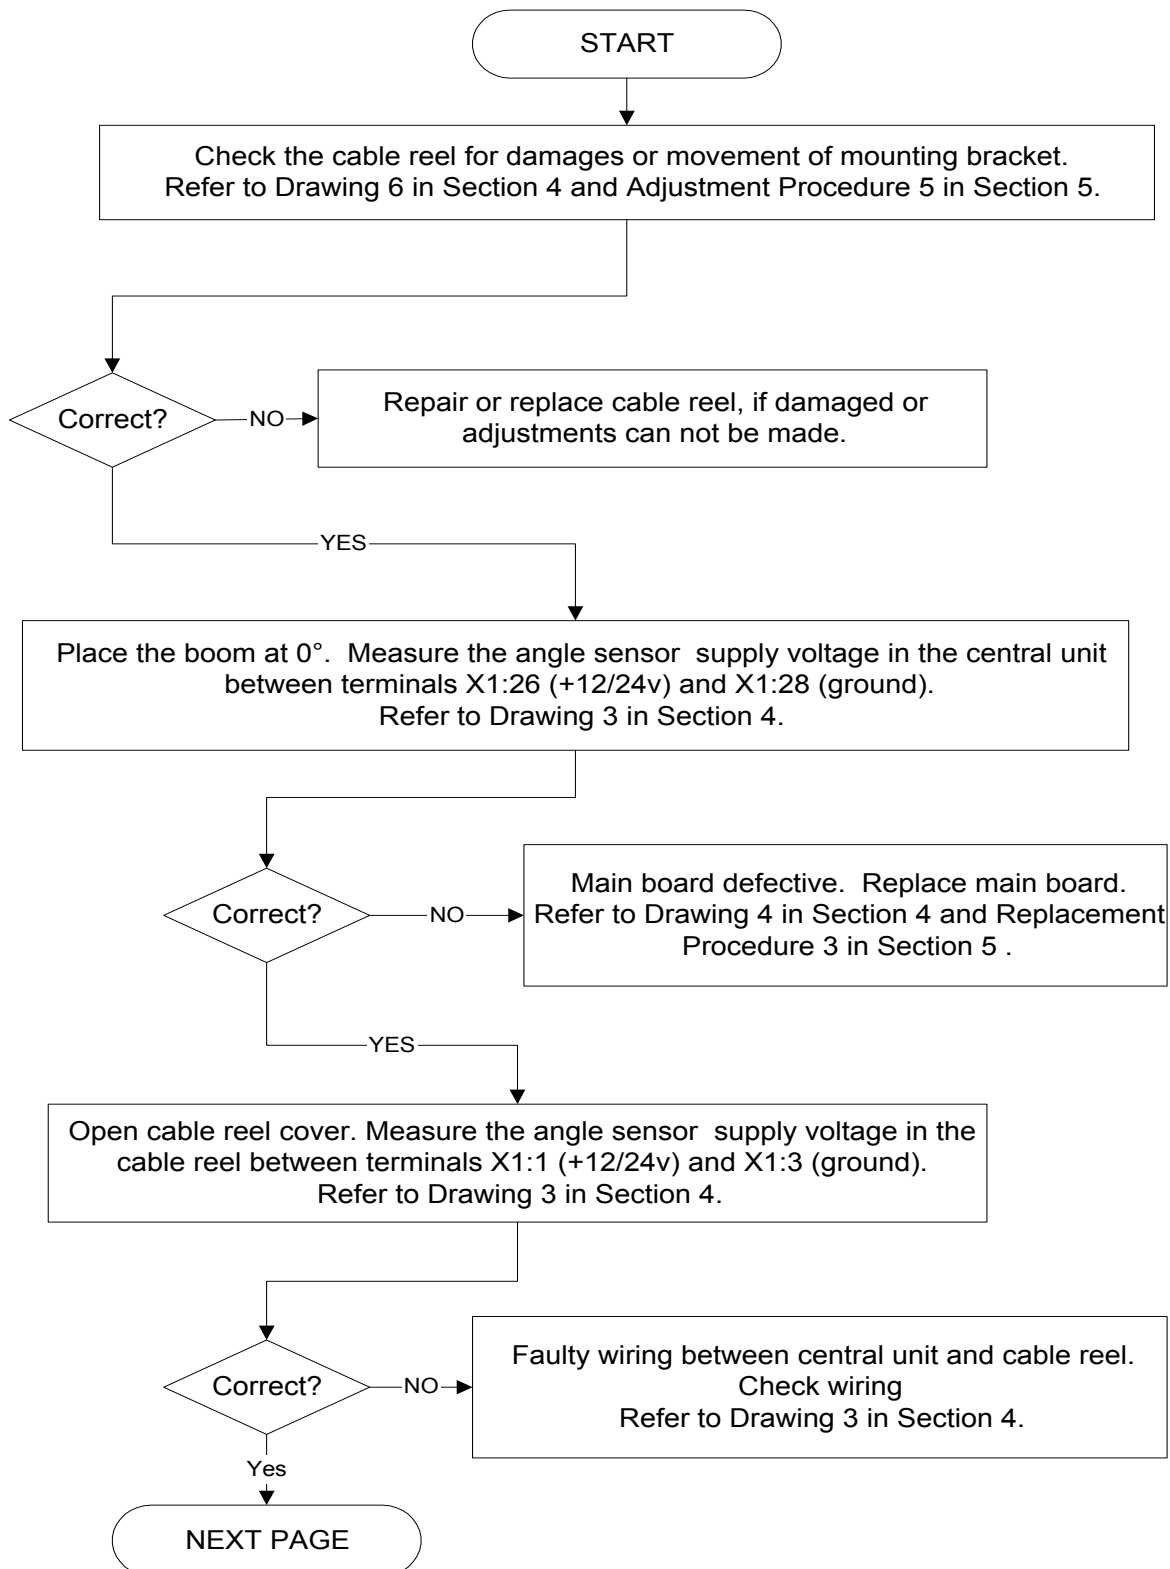 START
Check the cable reel for damages or movement of mounting bracket.
Refer to Drawing 6 in Section 4 and Adjustment Procedure 5 in Section 5.
Correct?
NO
Repair or replace cable reel, if damaged or
adjustments can not be made.
YES
Place the boom at 0°.  Measure the angle sensor  supply voltage in the central unit
between terminals X1:26 (+12/24v) and X1:28 (ground).
Refer to Drawing 3 in Section 4.
Correct?
NO
Main board defective.  Replace main board.
Refer to Drawing 4 in Section 4 and Replacement
Procedure 3 in Section 5 .
YES
Open cable reel cover. Measure the angle sensor  supply voltage in the
cable reel between terminals X1:1 (+12/24v) and X1:3 (ground).
Refer to Drawing 3 in Section 4.
Correct?
NO
Faulty wiring between central unit and cable reel.
Check wiring
Refer to Drawing 3 in Section 4.
Yes
NEXT PAGE